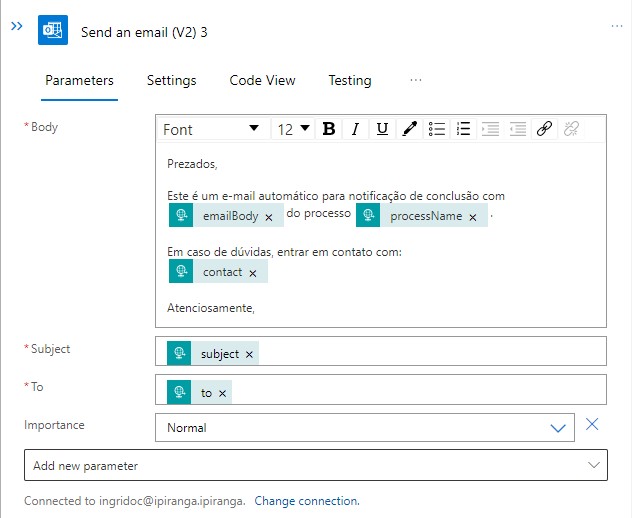 Send an email (V2) 3
Parameters Settings Code View Testing
* Body
Font 12 B I U
Prezados,
Este é um e-mail automático para notificação de conclusão com
emailBody × do processo processName × .
Em caso de dúvidas, entrar em contato com:
contact ×
Atenciosamente,
* Subject
subject ×
* To
to ×
Importance
Normal
Add new parameter
Connected to ingridoc@ipiranga.ipiranga. Change connection.